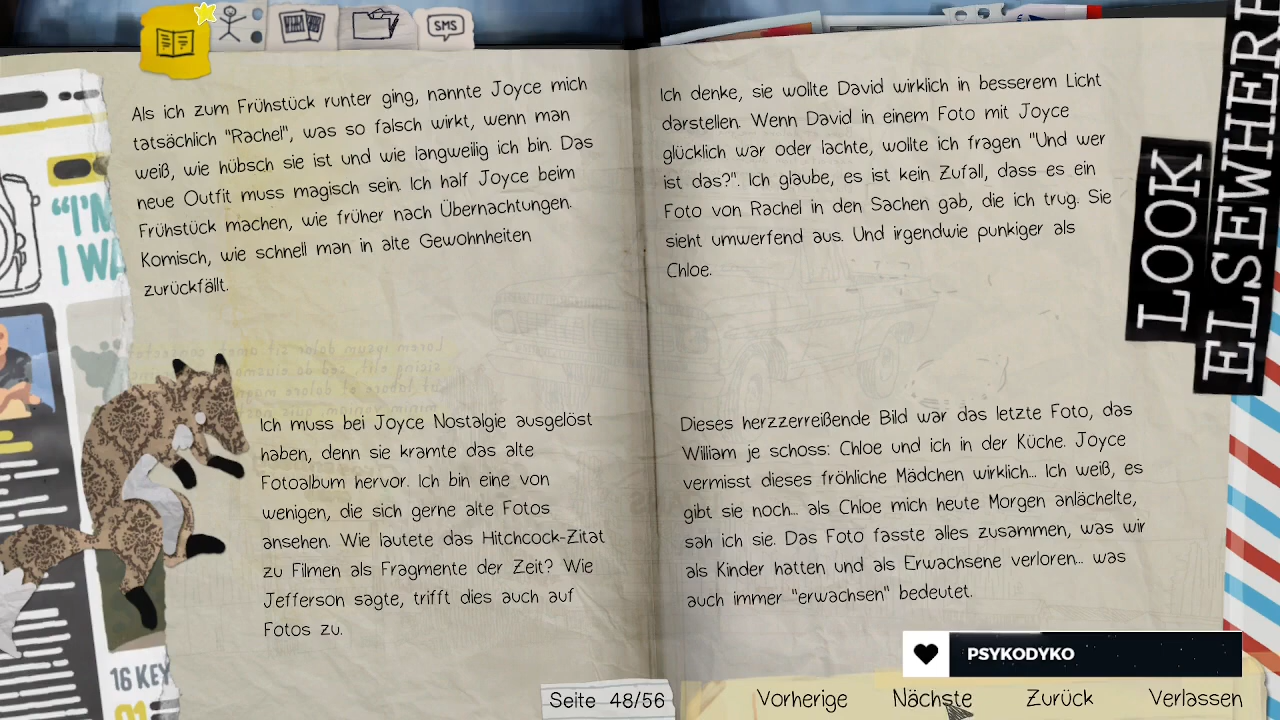 SMS
Als ich zum Frühstück runter ging, nannte Joyce mich
tatsächlich "Rachel", was so falsch wirkt, wenn man
weiß, wie hübsch sie ist und wie langweilig ich bin. Das
neue Outfit muss magisch sein. Ich half Joyce beim
Frühstück machen, wie früher nach Übernachtungen.
Komisch, wie schnell man in alte Gewohnheiten
zurückfällt.
Ich muss bei Joyce Nostalgie ausgelöst
haben, denn sie kramte das alte
Fotoalbum hervor. Ich bin eine von
wenigen, die sich gerne alte Fotos
ansehen. Wie lautete das Hitchcock-Zitat
zu Filmen als Fragmente der Zeit? Wie
Jefferson sagte, trifft dies auch auf
Fotos zu.
Ich denke, sie wollte David wirklich in besserem Licht
darstellen. Wenn David in einem Foto mit Joyce
glücklich war oder lachte, wollte ich fragen "Und wer
ist das?". Ich glaube, es ist kein Zufall, dass es ein
Foto von Rachel in den Sachen gab, die ich trug. Sie
sieht umwerfend aus. Und irgendwie punkiger als
Chloe.
Dieses herzzerreißende Bild war das letzte Foto, das
William je schoss: Chloe und ich in der Küche. Joyce
vermisst dieses fröhliche Mädchen wirklich... Ich weiß, es
gibt sie noch... als Chloe mich heute Morgen anlächelte,
sah ich sie. Das Foto fasste alles zusammen, was wir
als Kinder hatten und als Erwachsene verloren... was
auch immer "erwachsen" bedeutet.
LOOK
ELSEWHERE
"I'M
I WA
16 KEY
PSYKODYKO
Seite 48/56
Vorherige Nächste Zurück Verlassen